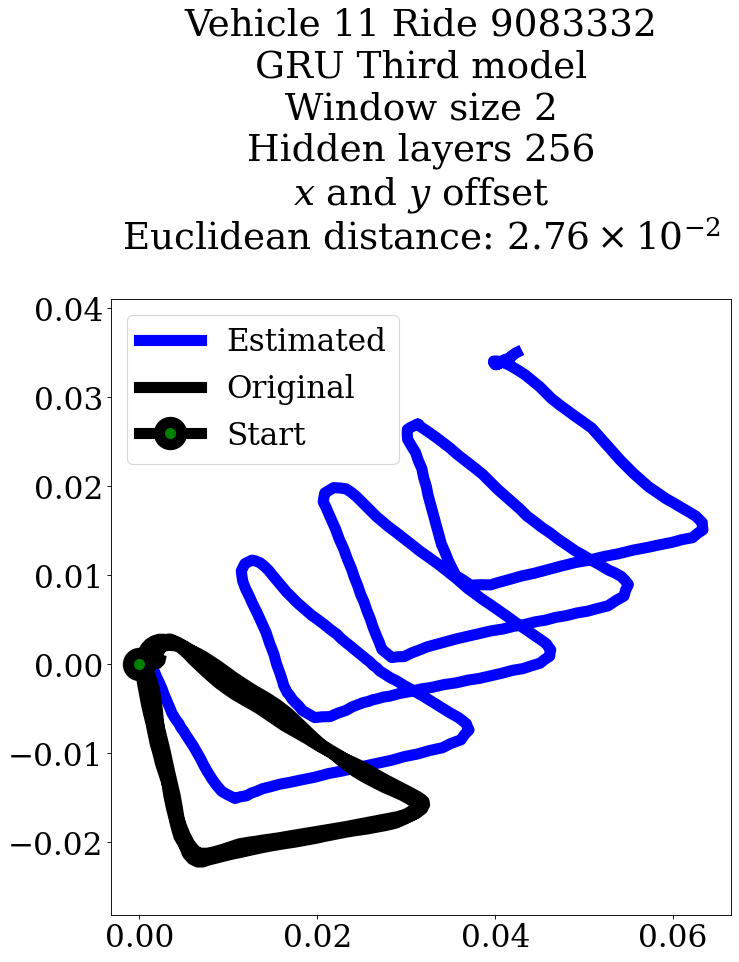 Vehicle 11 Ride 9083332
GRU Third model
Window size 2
Hidden layers 256
x and y offset
Euclidean distance: 2.76 × 10⁻²
0.04
0.03
0.02
0.01
0.00
−0.01
−0.02
Estimated
Original
Start
0.00 0.02 0.04 0.06